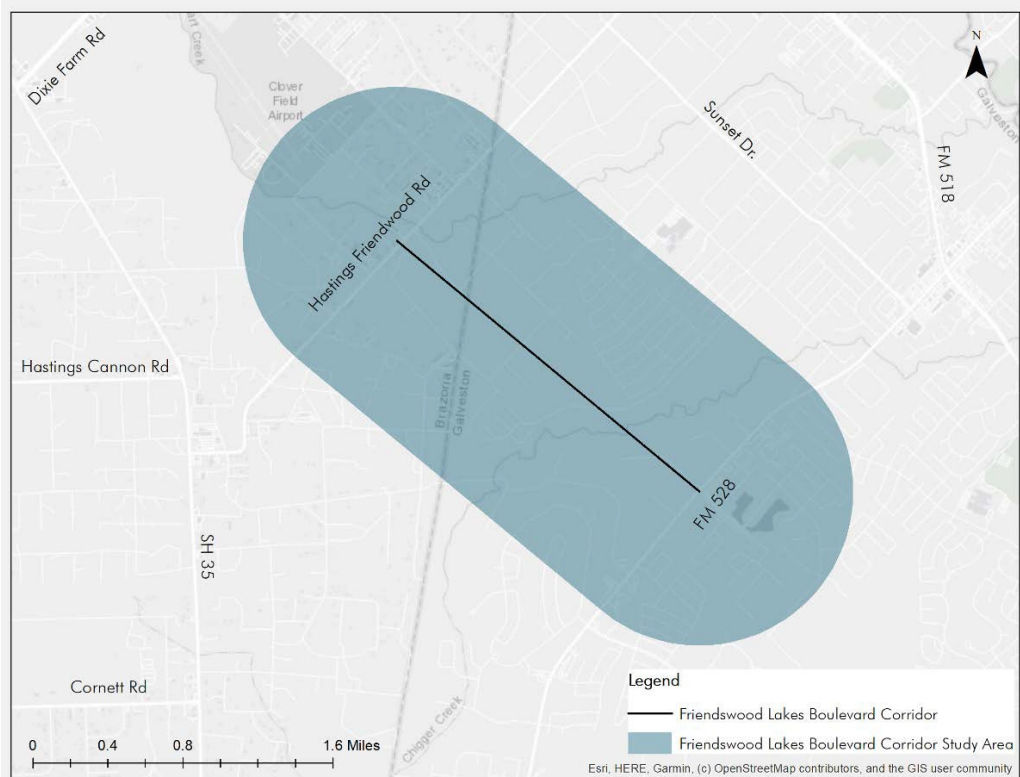 Dixie Farm Rd
Clover
Field
Airport
N
Sunset Dr.
FM 518
Galveston
Hastings Friendwood Rd
Hastings Cannon Rd
Brazoria
Galveston
FM 528
SH 35
Cornett Rd
Chigger Creek
0 0.4 0.8 1.6 Miles
Legend
Friendswood Lakes Boulevard Corridor
Friendswood Lakes Boulevard Corridor Study Area
Esri, HERE, Garmin, (c) OpenStreetMap contributors, and the GIS user community